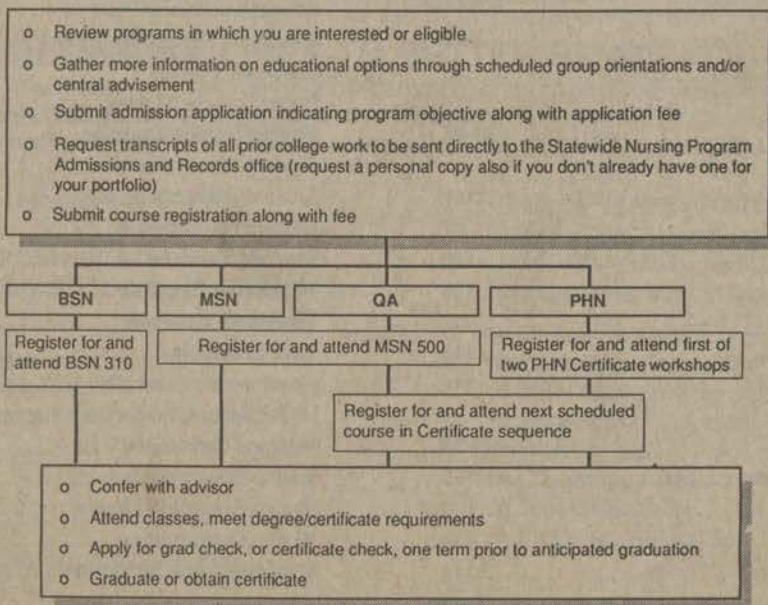 o Review programs in which you are interested or eligible
o Gather more information on educational options through scheduled group orientations and/or
central advisement
o Submit admission application indicating program objective along with application fee
o Request transcripts of all prior college work to be sent directly to the Statewide Nursing Program
Admissions and Records office (request a personal copy also if you don't already have one for
your portfolio)
o Submit course registration along with fee
BSN MSN QA PHN
Register for and
attend BSN 310
Register for and attend MSN 500
Register for and attend first of
two PHN Certificate workshops
Register for and attend next scheduled
course in Certificate sequence
o Confer with advisor
o Attend classes, meet degree/certificate requirements
o Apply for grad check, or certificate check, one term prior to anticipated graduation
o Graduate or obtain certificate